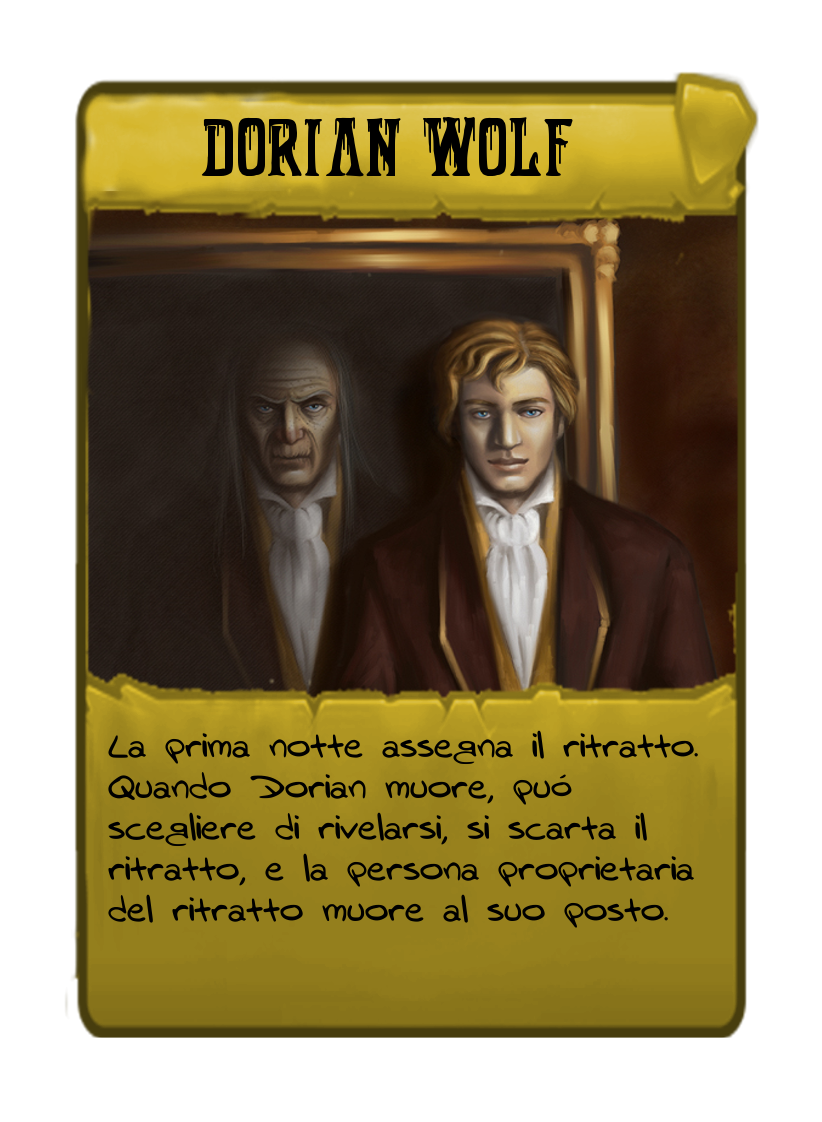 DORIAN WOLF
La prima notte assegna il ritratto.
Quando Dorian muore, puó
scegliere di rivelarsi, si scarta il
ritratto, e la persona proprietaria
del ritratto muore al suo posto.